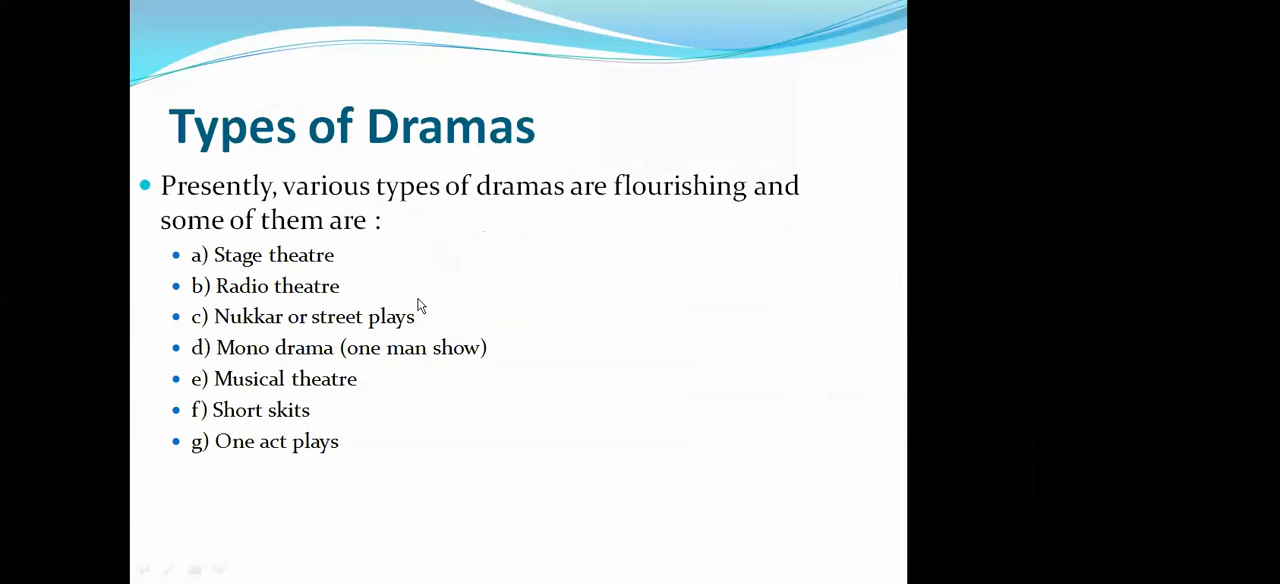 Types of Dramas
Presently, various types of dramas are flourishing and
some of them are :
a) Stage theatre
b) Radio theatre
c) Nukkar or street plays
d) Mono drama (one man show)
e) Musical theatre
f) Short skits
g) One act plays